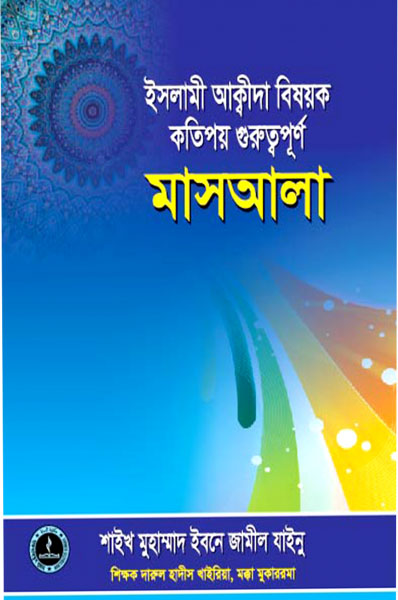 ইসলামী আক্বীদা বিষয়ক
কতিপয় গুরুত্বপূর্ণ
মাসআলা
শাইখ মুহাম্মাদ ইবনে জামীল যাইনু
শিক্ষক দারুল হাদীস খাইরিয়া, মক্কা মুকাররমা